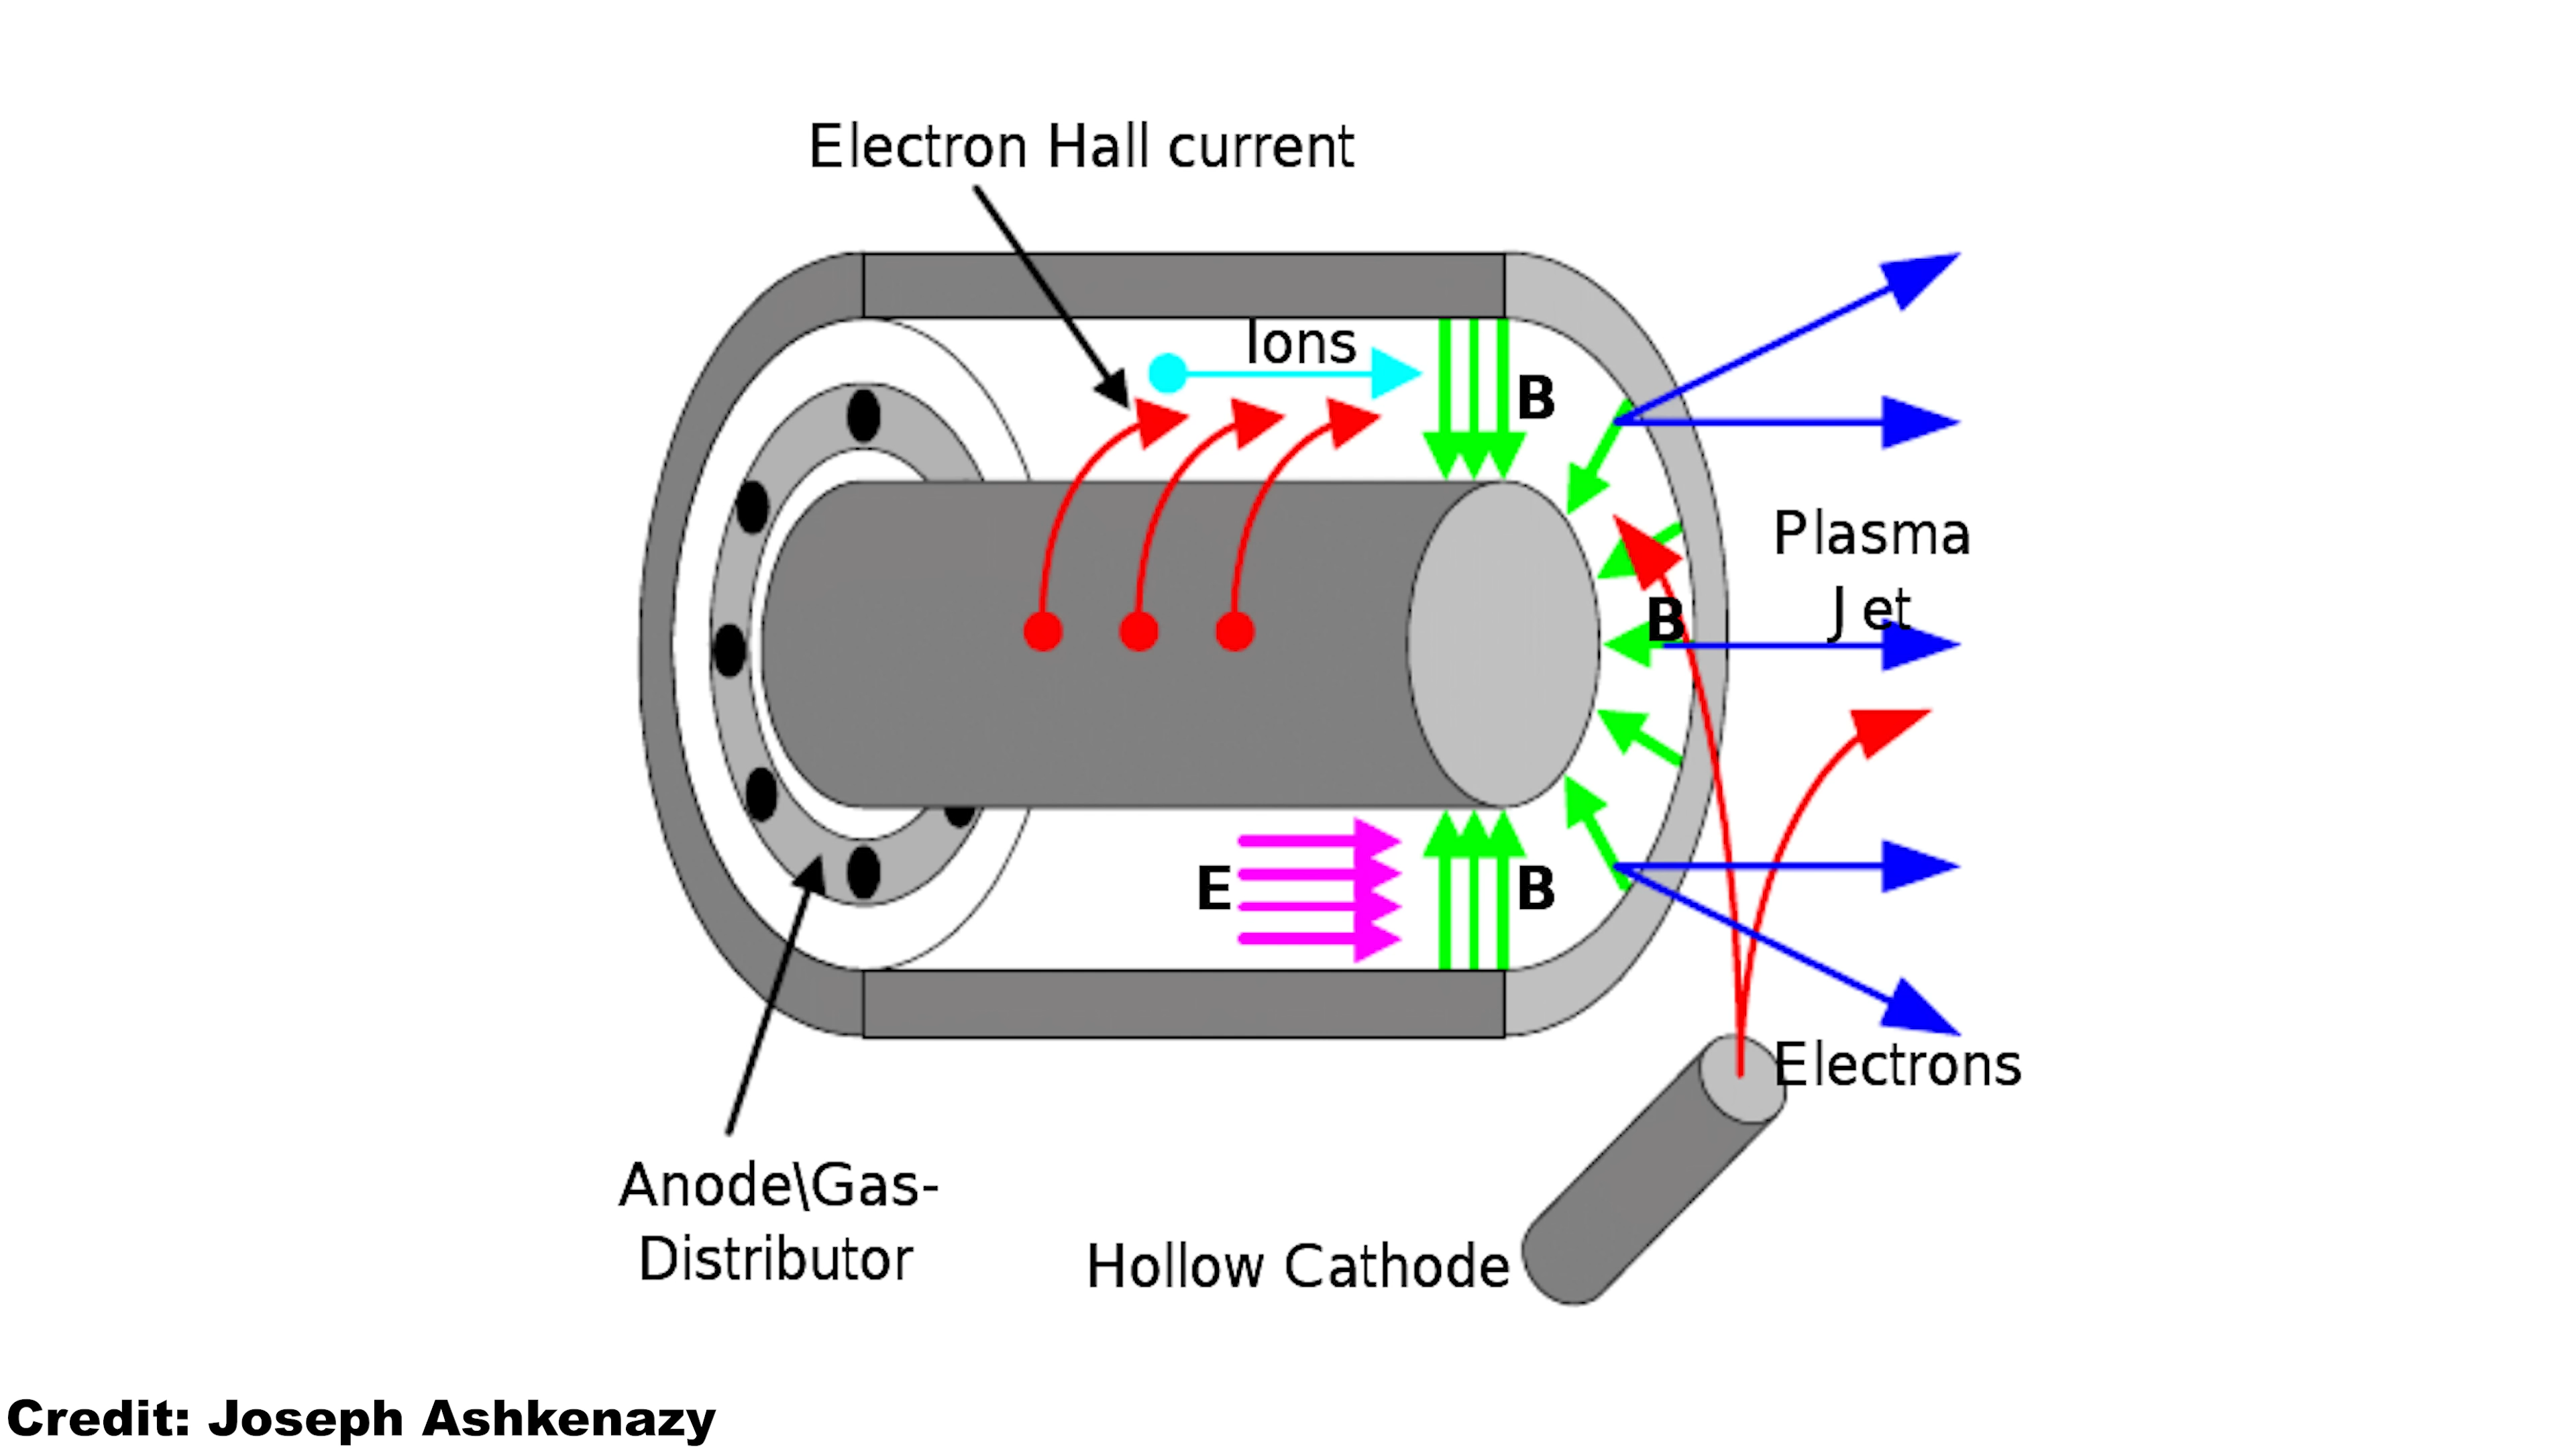 Electron Hall current
Ions
B
Plasma
Jet
B
E
B
Electrons
Anode\Gas-
Distributor
Hollow Cathode
Credit: Joseph Ashkenazy